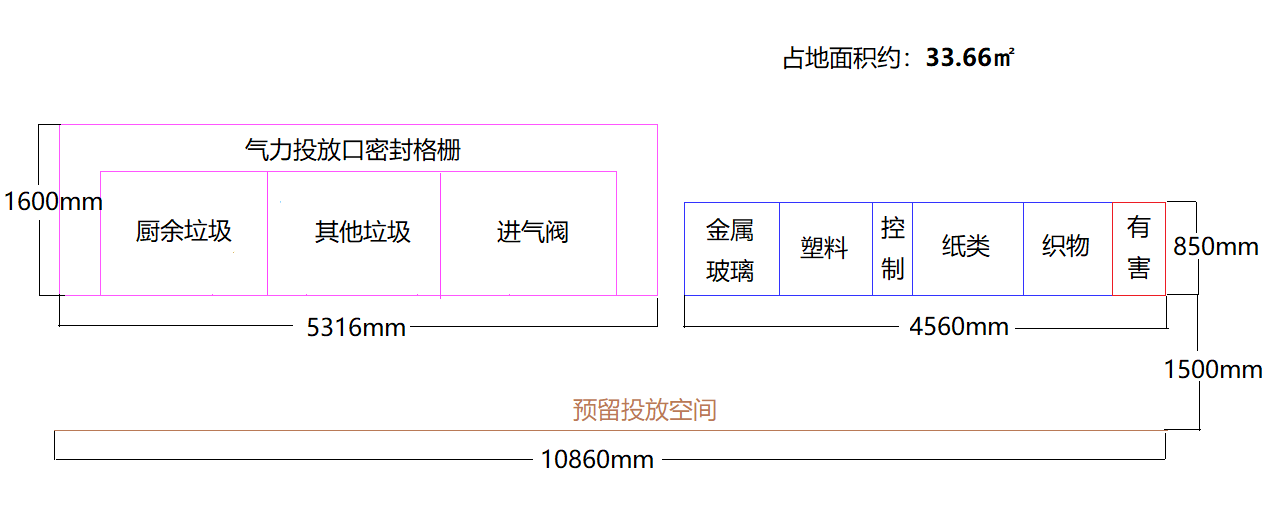 占地面积约：33.66㎡
气力投放口密封格栅
1600mm
厨余垃圾
其他垃圾
进气阀
金属
玻璃
塑料
控
制
纸类
织物
有
害
850mm
5316mm
4560mm
1500mm
预留投放空间
10860mm